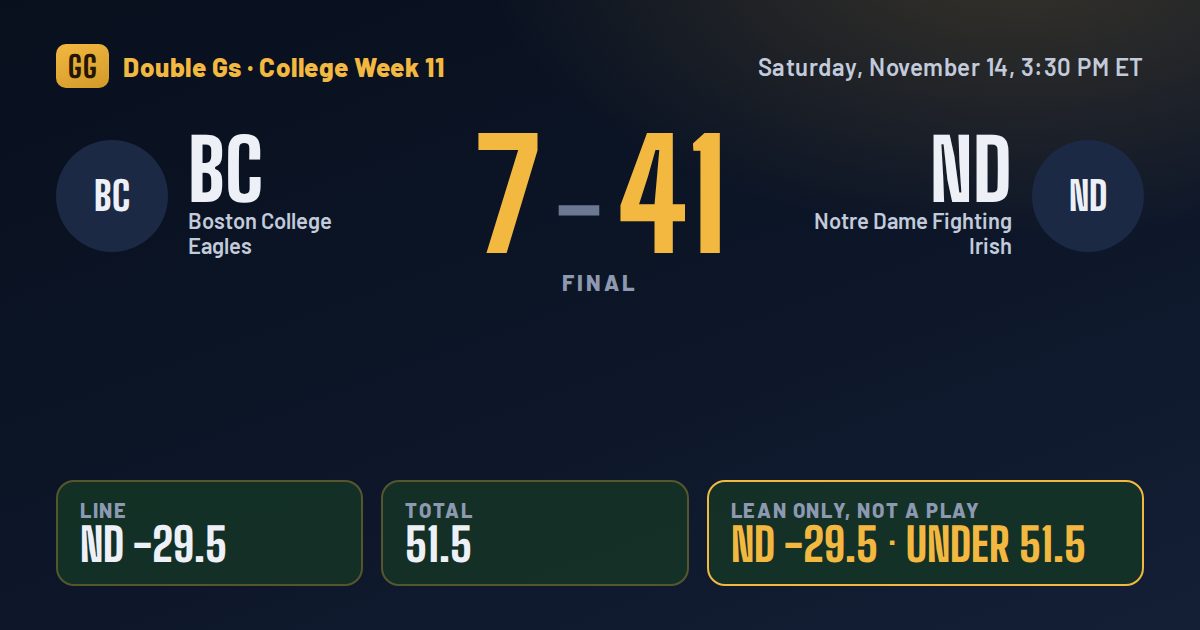 GG
Double Gs · College Week 11
Saturday, November 14, 3:30 PM ET
BC
BC
Boston College
Eagles
7 – 41
FINAL
ND
Notre Dame Fighting
Irish
ND
LINE
ND −29.5
TOTAL
51.5
LEAN ONLY, NOT A PLAY
ND −29.5 · UNDER 51.5